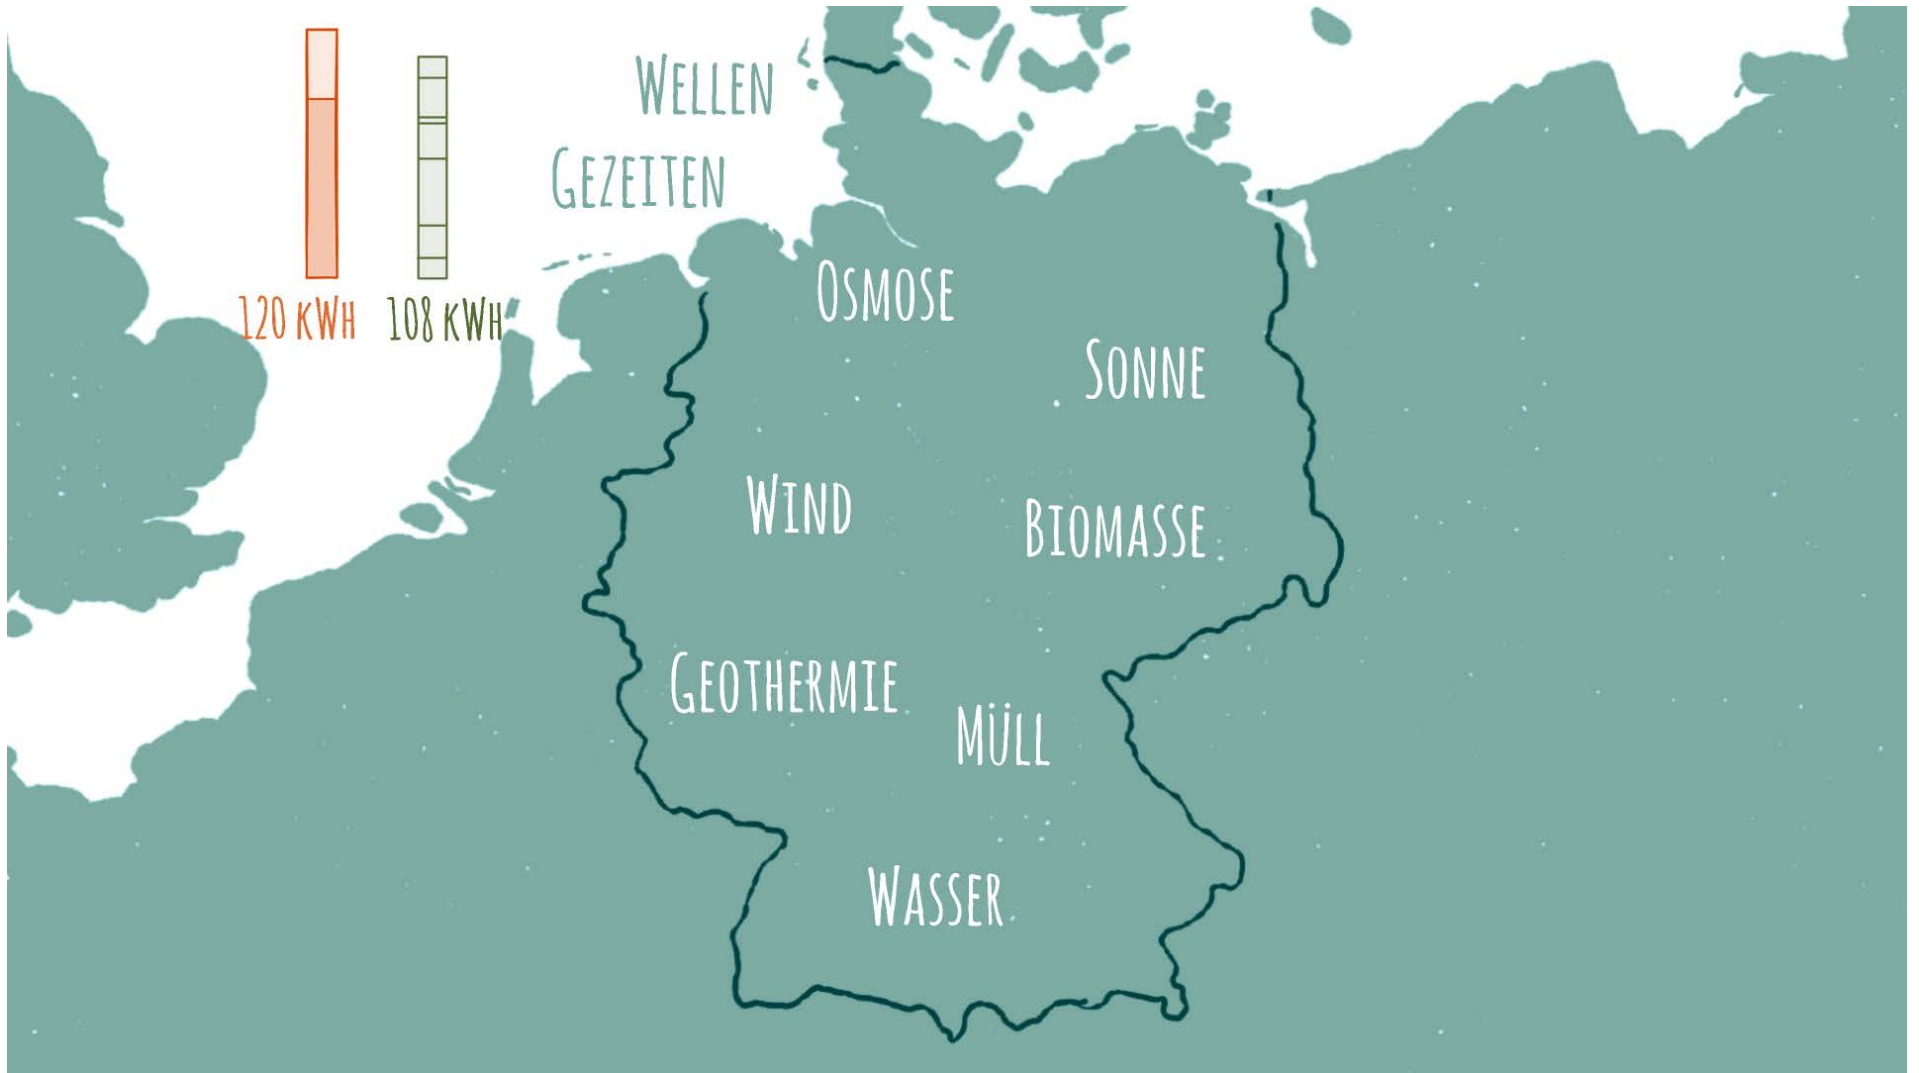 Wellen
Gezeiten
120 kWh
108 kWh
Osmose
Sonne
Wind
Biomasse
Geothermie
Müll
Wasser